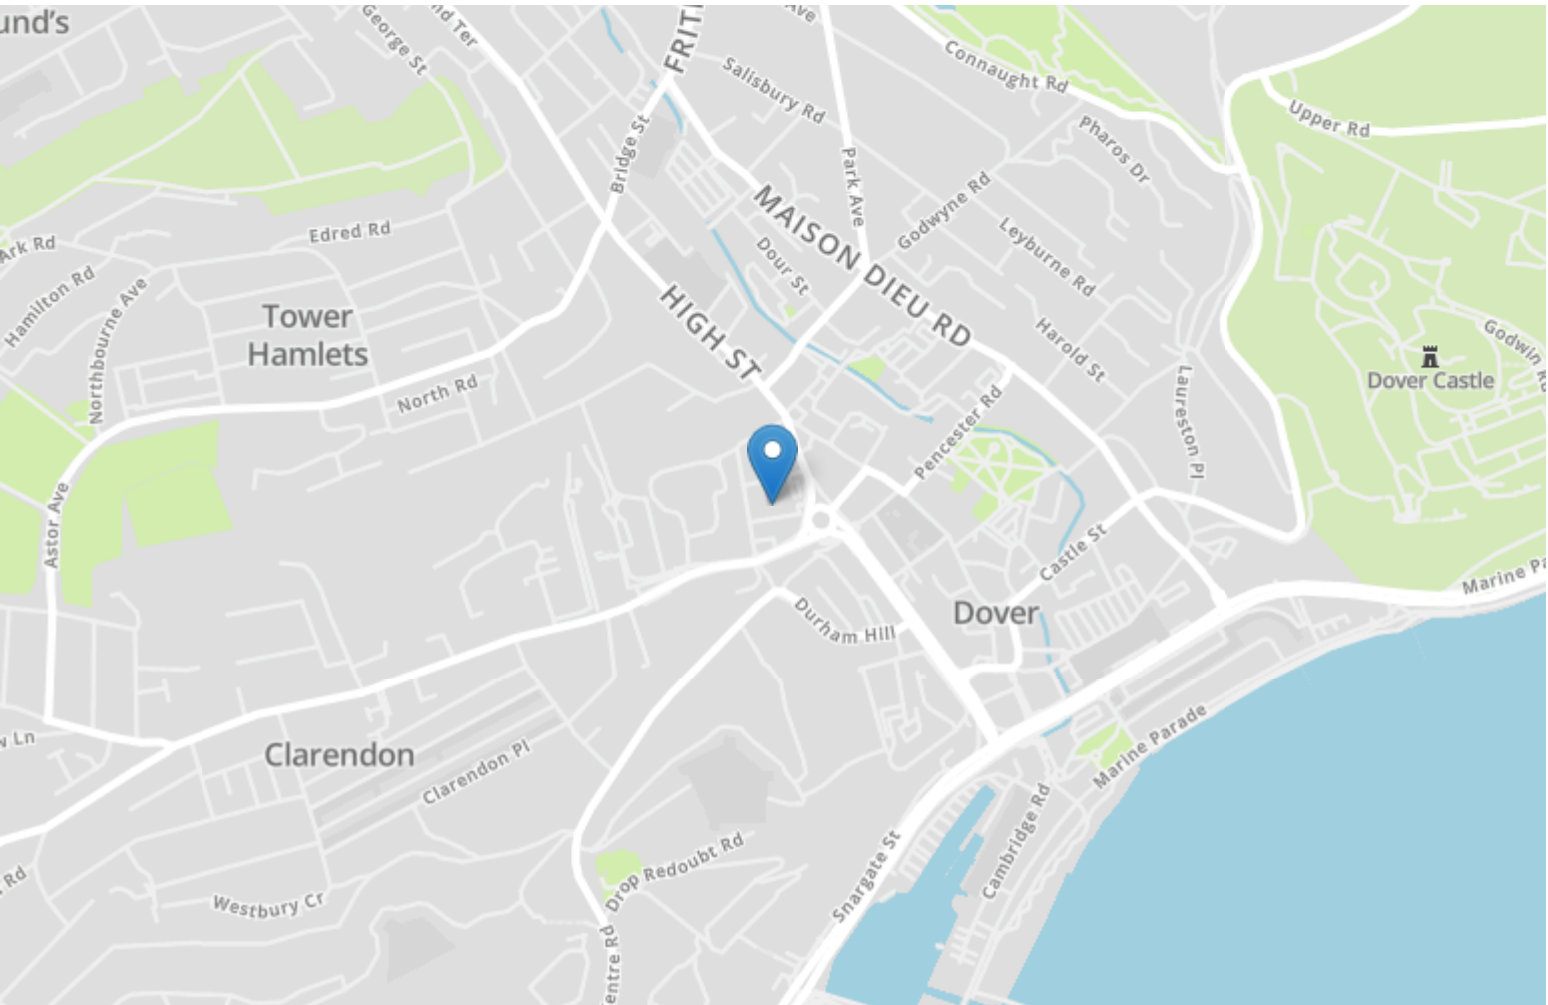 und's
George St
nd Ter
FRITH
Ave
Salisbury Rd
Connaught Rd
Upper Rd
Pharos Dr
Bridge St
Park Ave
MAISON DIEU RD
Godwyne Rd
Leyburne Rd
Edred Rd
Ark Rd
Hamilton Rd
Northbourne Ave
Dour St
HIGH ST
Tower
Hamlets
Harold St
Godwin Rd
Dover Castle
Laureston Pl
North Rd
Pencester Rd
Astor Ave
Castle St
Marine Pa
Durham Hill
Dover
w Ln
Clarendon
Clarendon Pl
Marine Parade
Cambridge Rd
Snargate St
Drop Redoubt Rd
Rd
Westbury Cr
entre Rd